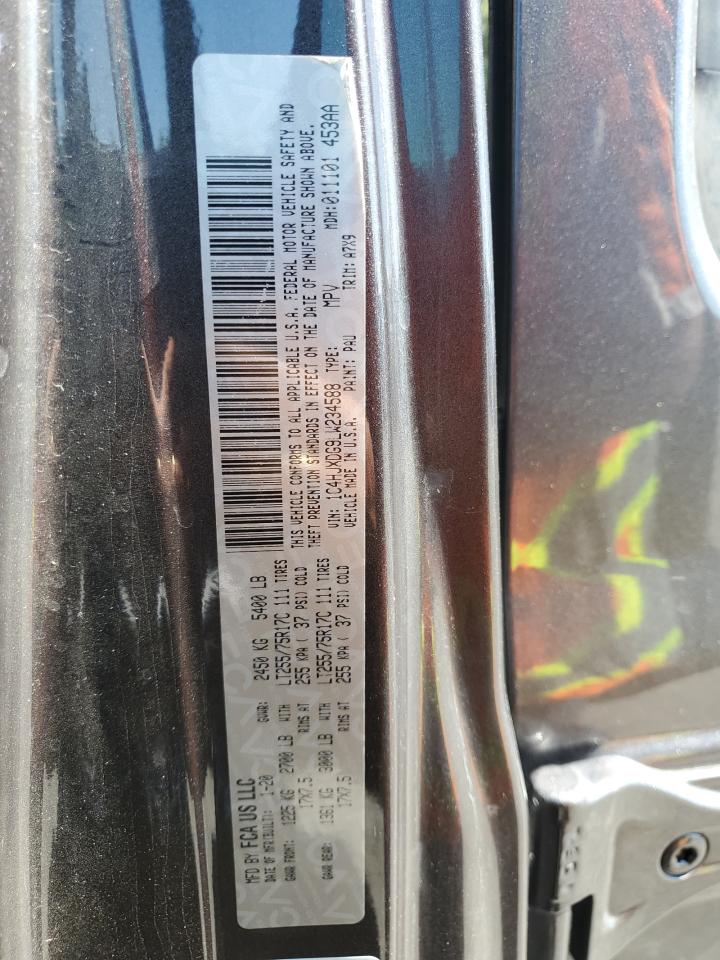 MFD BY FCA US LLC
DATE OF MFR(BUILT): 1-20 GVWR: 2450 KG 5400 LB
GAWR FRONT: 1225 KG 2700 LB WITH LT255/75R17C 111 TIRES
17X7.5 RIMS AT 255 KPA ( 37 PSI) COLD
GAWR REAR: 1361 KG 3000 LB WITH LT255/75R17C 111 TIRES
17X7.5 RIMS AT 255 KPA ( 37 PSI) COLD
THIS VEHICLE CONFORMS TO ALL APPLICABLE U.S.A. FEDERAL MOTOR VEHICLE SAFETY AND
THEFT PREVENTION STANDARDS IN EFFECT ON THE DATE OF MANUFACTURE SHOWN ABOVE.
VIN: 1C4HJXDG9LW234588 TYPE: MPV MDH:011101 453AA
VEHICLE MADE IN U.S.A. PAINT: PAU TRIM: A7X9